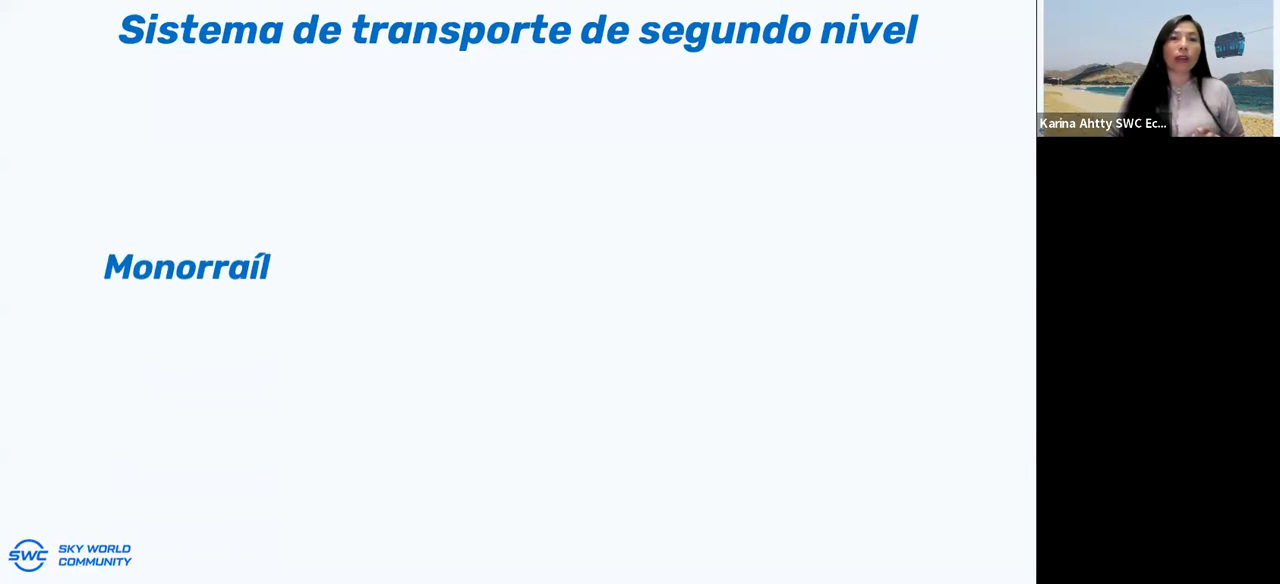 Sistema de transporte de segundo nivel
Karina Ahtty SWC Ec...
Monorraíl
SWC
SKY WORLD
COMMUNITY